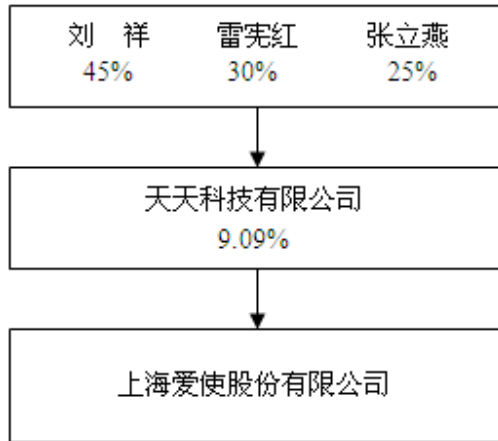 刘　祥 雷宪红 张立燕
45% 30% 25%
天天科技有限公司
9.09%
上海爱使股份有限公司